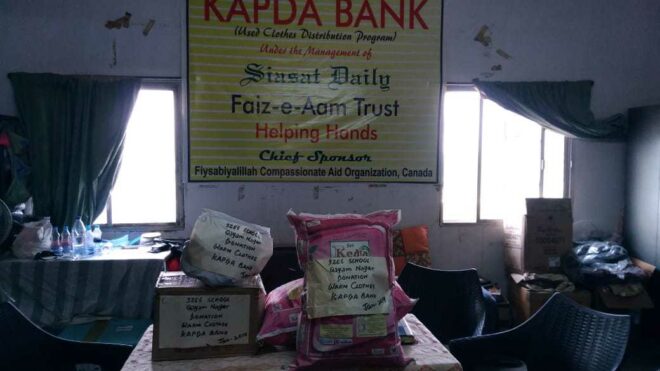 KAPDA BANK
(Used Clothes Distribution Program)
Under the Management of
Siasat Daily
Faiz-e-Aam Trust
Helping Hands
Chief Sponsor
Fiysabiyalillah Compassionate Aid Organization, Canada
SCHOOL
Nagar
DONATION
WARM CLOTHES
KAPDA BANK
SCHOOL
Nagar
DONATION
WARM CLOTHES
KAPDA BANK
SCHOOL
Nagar
DONATION
WARM CLOTHES
KAPDA BANK